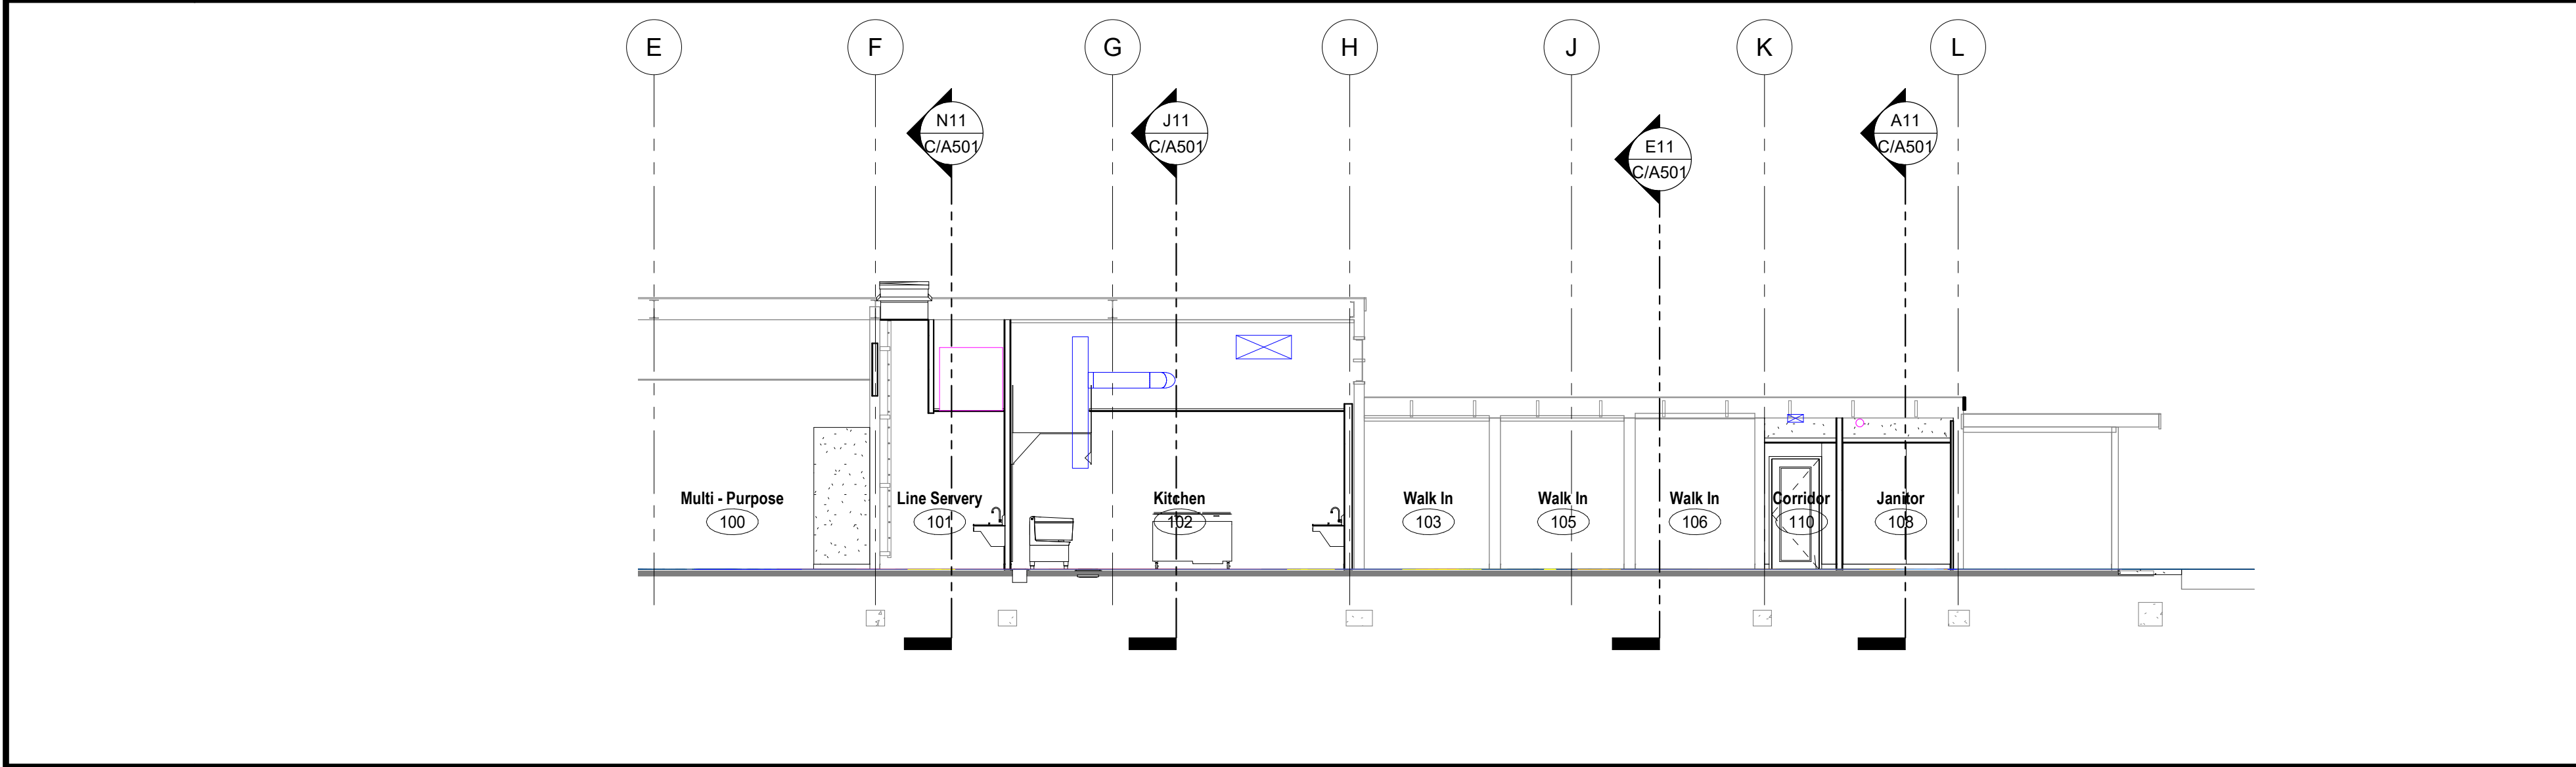 E
F
G
H
J
K
L
N11
C/A501
J11
C/A501
E11
C/A501
A11
C/A501
Multi - Purpose
100
Line Servery
101
Kitchen
102
Walk In
103
Walk In
105
Walk In
106
Corridor
110
Janitor
108